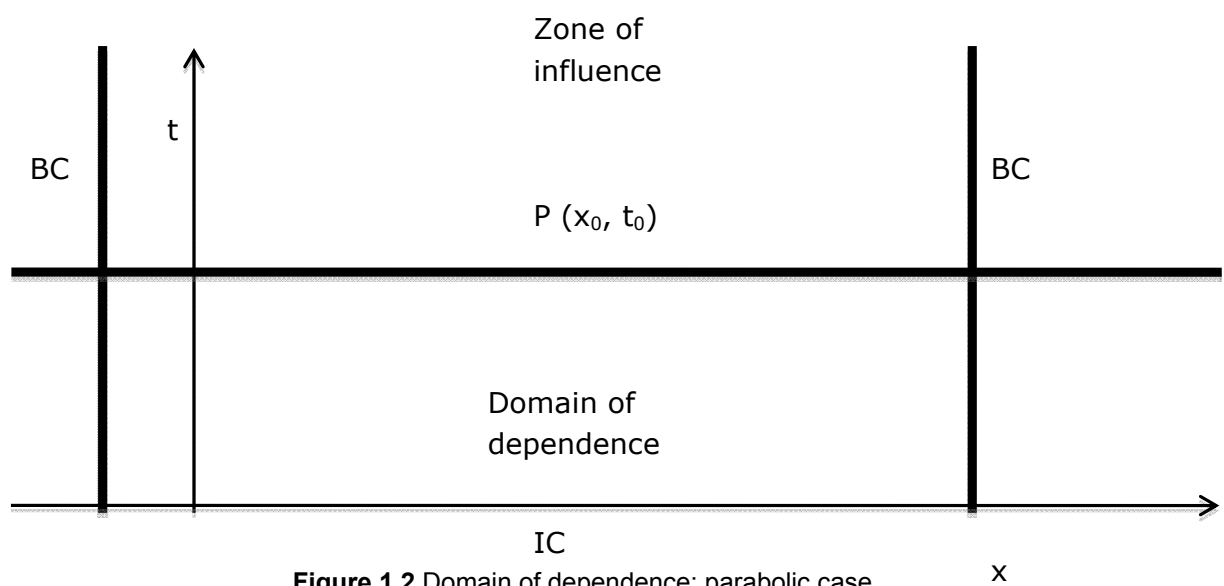 Zone of
influence
t
BC
BC
P (x₀, t₀)
Domain of
dependence
IC
x
Figure 1.2 Domain of dependence: parabolic case